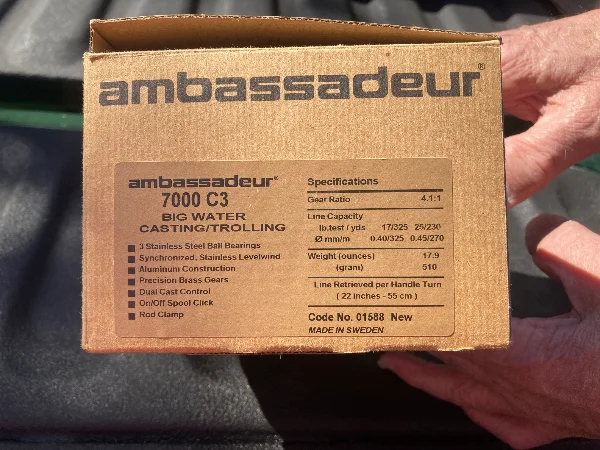 ambassadeur®
ambassadeur®
7000 C3
BIG WATER
CASTING/TROLLING
3 Stainless Steel Ball Bearings
Synchronized, Stainless Levelwind
Aluminum Construction
Precision Brass Gears
Dual Cast Control
On/Off Spool Click
Rod Clamp
Specifications
Gear Ratio 4.1:1
Line Capacity
lb.test / yds 17/325 25/230
Ø mm/m 0.40/325 0.45/270
Weight (ounces) 17.9
(gram) 510
Line Retrieved per Handle Turn
( 22 inches - 55 cm )
Code No. 01588 New
MADE IN SWEDEN